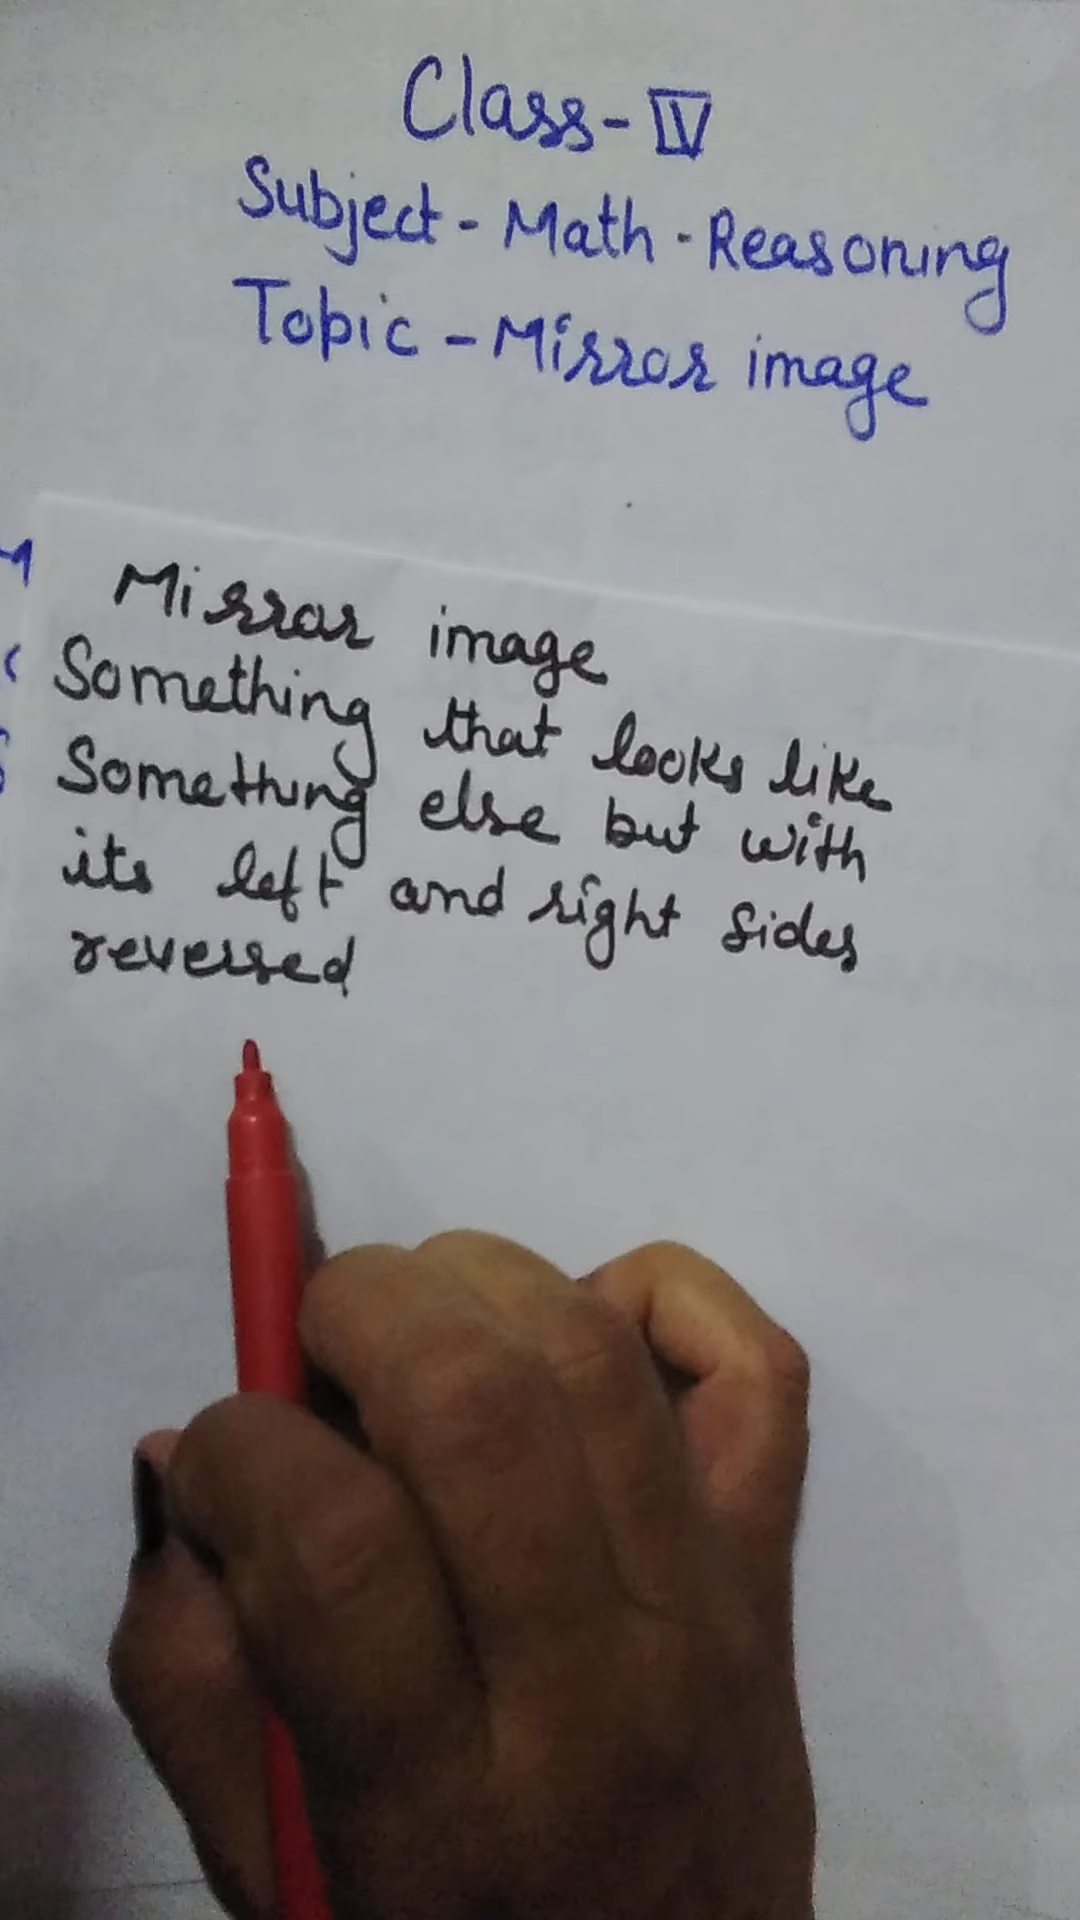 Class-IV
Subject - Math - Reasoning
Topic - Mirror image
Mirror image
Something that looks like
Something else but with
its left and right sides
reversed